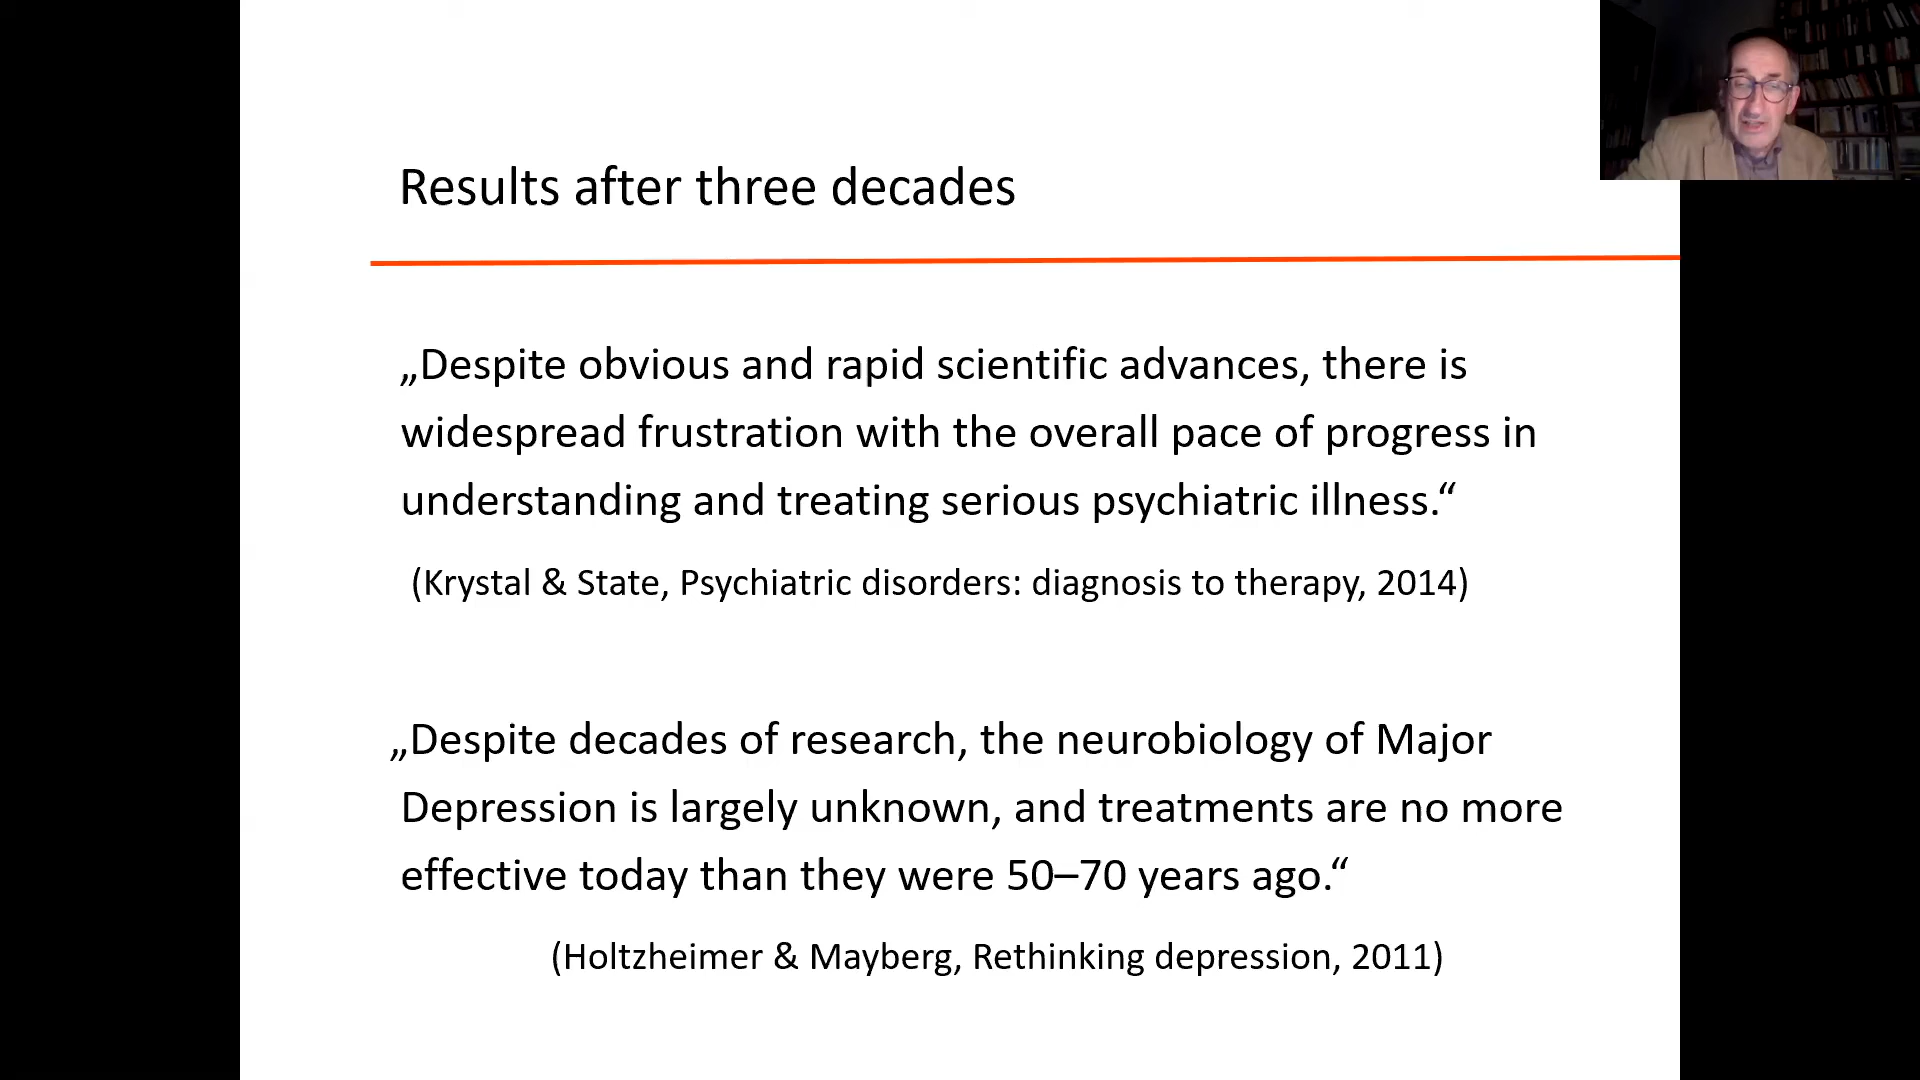 Results after three decades
„Despite obvious and rapid scientific advances, there is
widespread frustration with the overall pace of progress in
understanding and treating serious psychiatric illness.“
(Krystal & State, Psychiatric disorders: diagnosis to therapy, 2014)
„Despite decades of research, the neurobiology of Major
Depression is largely unknown, and treatments are no more
effective today than they were 50–70 years ago.“
(Holtzheimer & Mayberg, Rethinking depression, 2011)